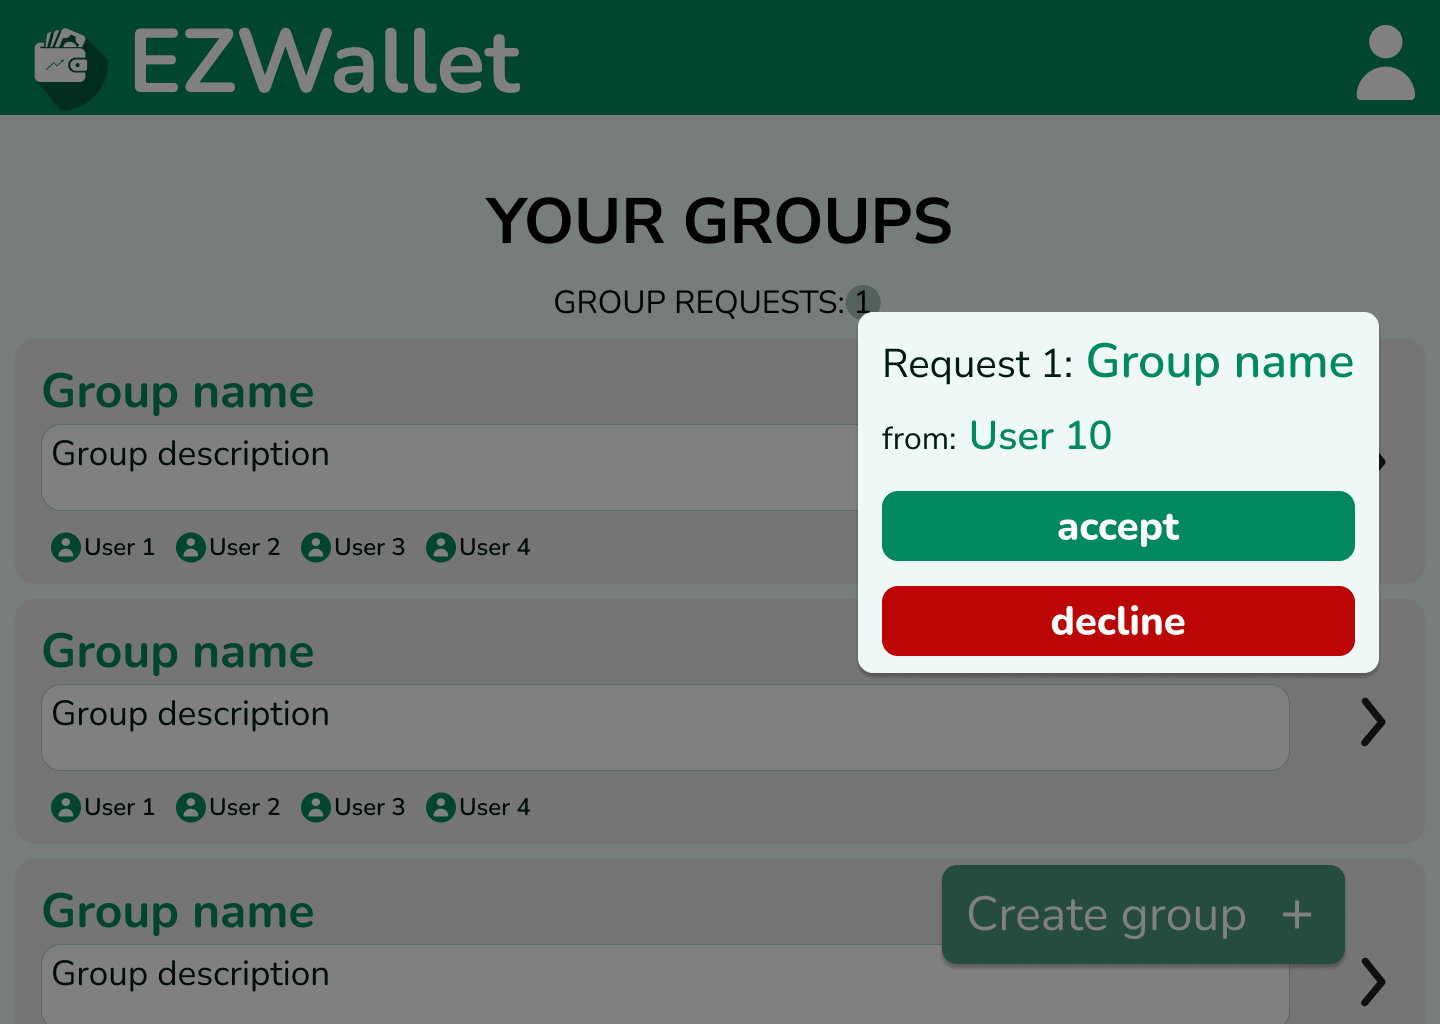 EZWallet
YOUR GROUPS
GROUP REQUESTS: 1
Request 1: Group name
from: User 10
accept
decline
Group name
Group description
User 1 User 2 User 3 User 4
Group name
Group description
User 1 User 2 User 3 User 4
Group name
Group description
Create group +